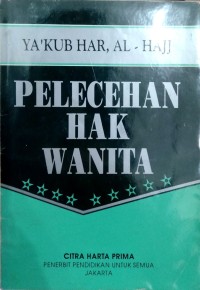 YA'KUB HAR, AL - HAJJ
PELECEHAN
HAK
WANITA
CITRA HARTA PRIMA
PENERBIT PENDIDIKAN UNTUK SEMUA
JAKARTA